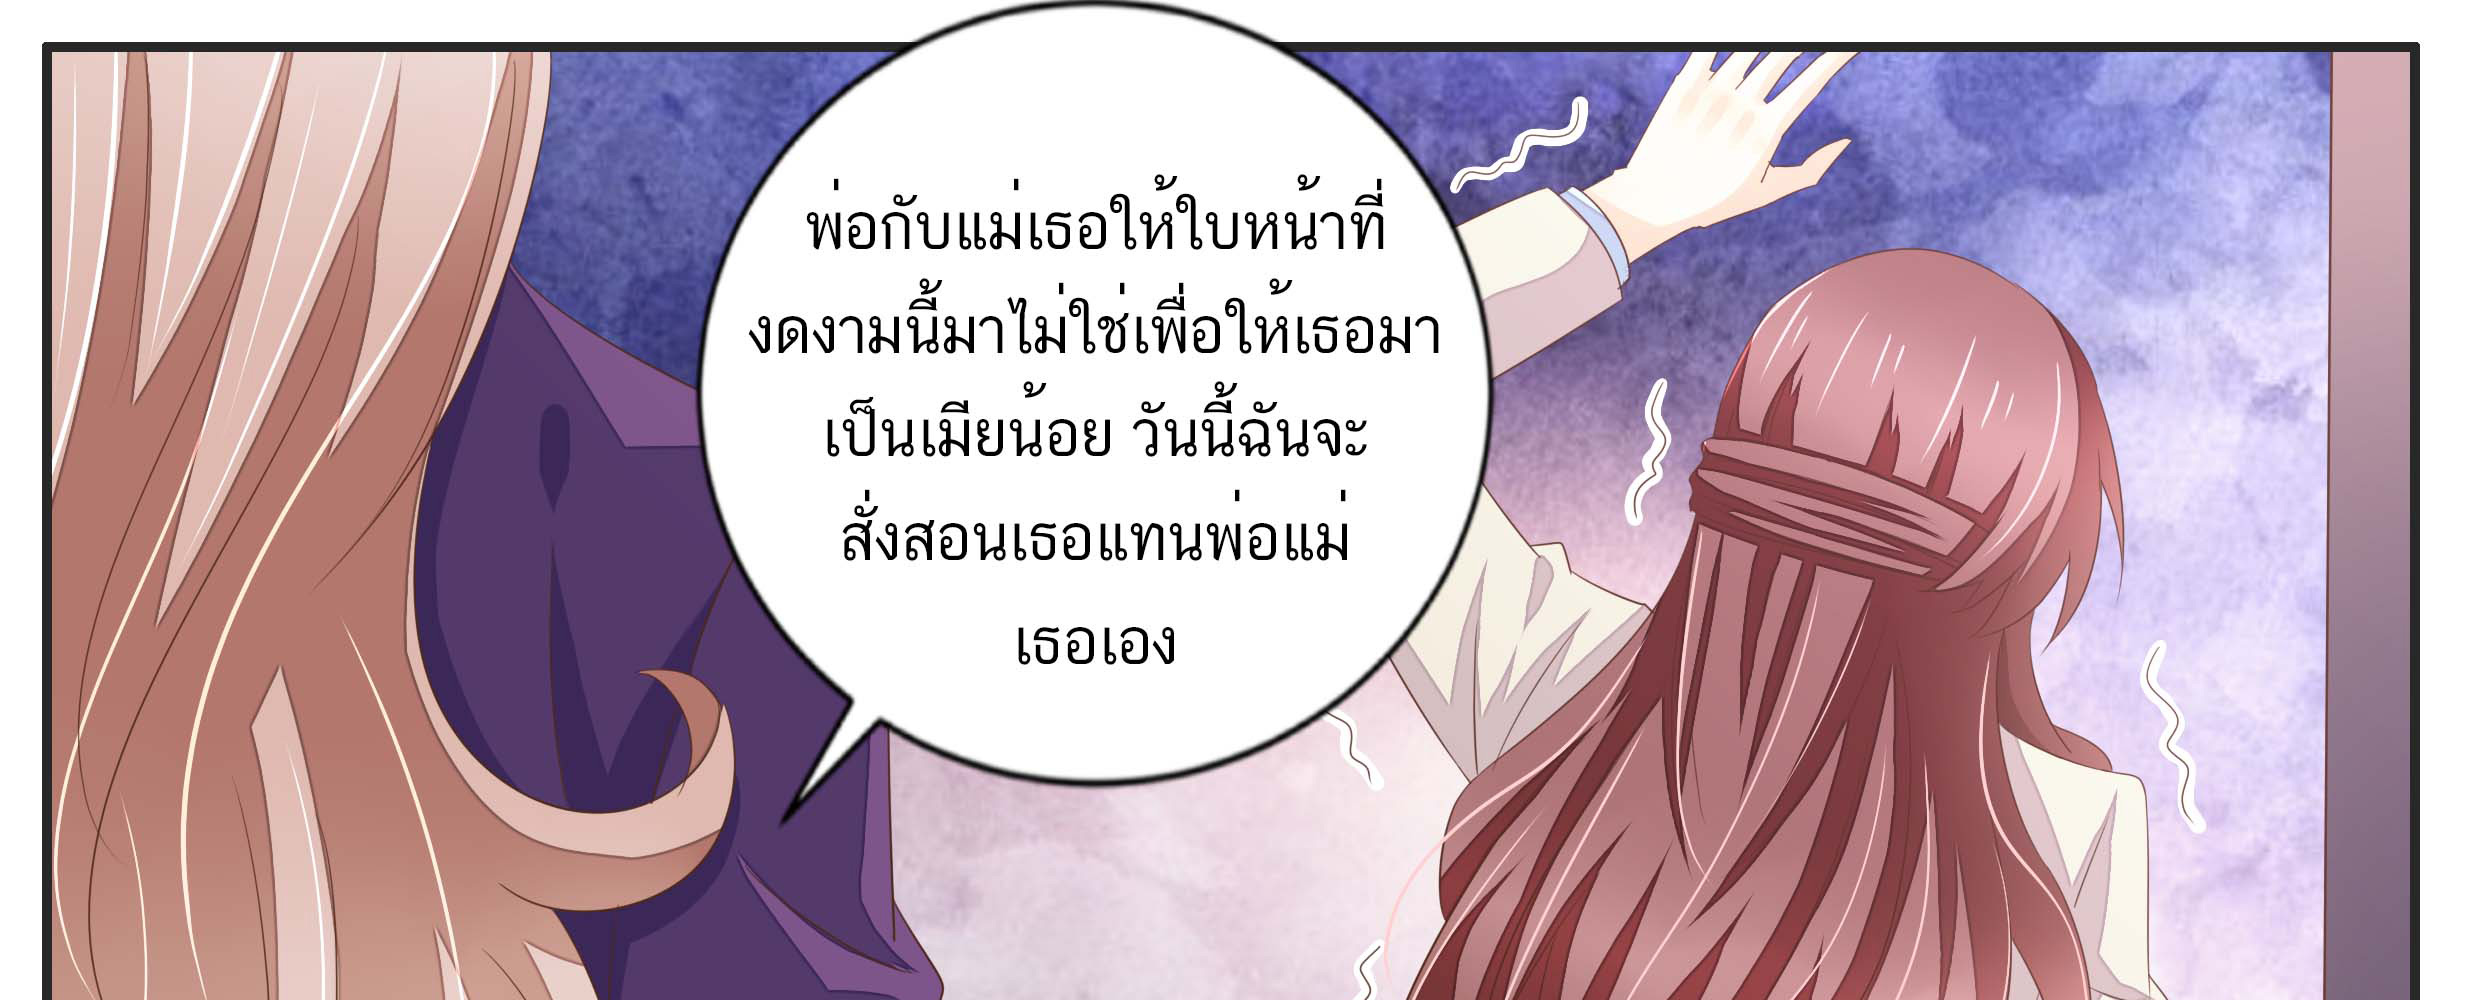 พ่อกับแม่เธอให้ใบหน้าที่
งดงามนี้มาไม่ใช่เพื่อให้เธอมา
เป็นเมียน้อย วันนี้ฉันจะ
สั่งสอนเธอแทนพ่อแม่
เธอเอง